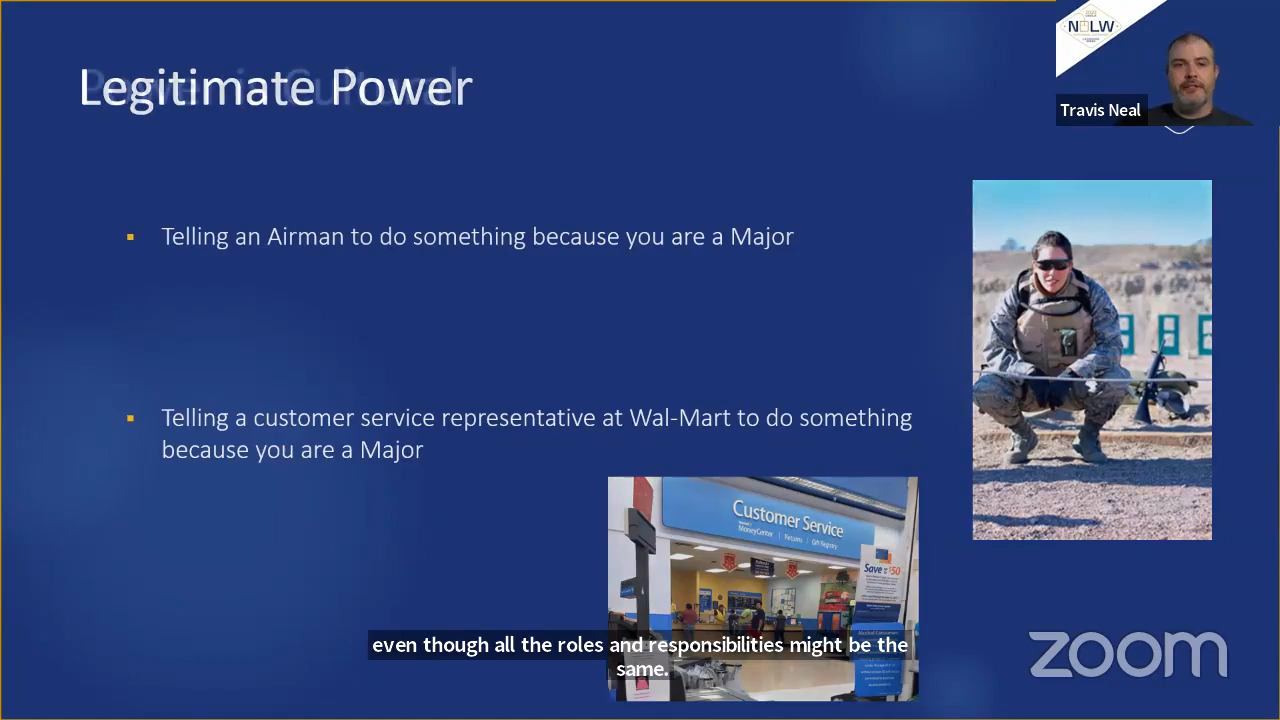 Legitimate Power
NOLW
Travis Neal
▪ Telling an Airman to do something because you are a Major
▪ Telling a customer service representative at Wal-Mart to do something
because you are a Major
Customer Service
MoneyCenter | Returns | Gift Registry
Save $50
even though all the roles and responsibilities might be the
same.
zoom